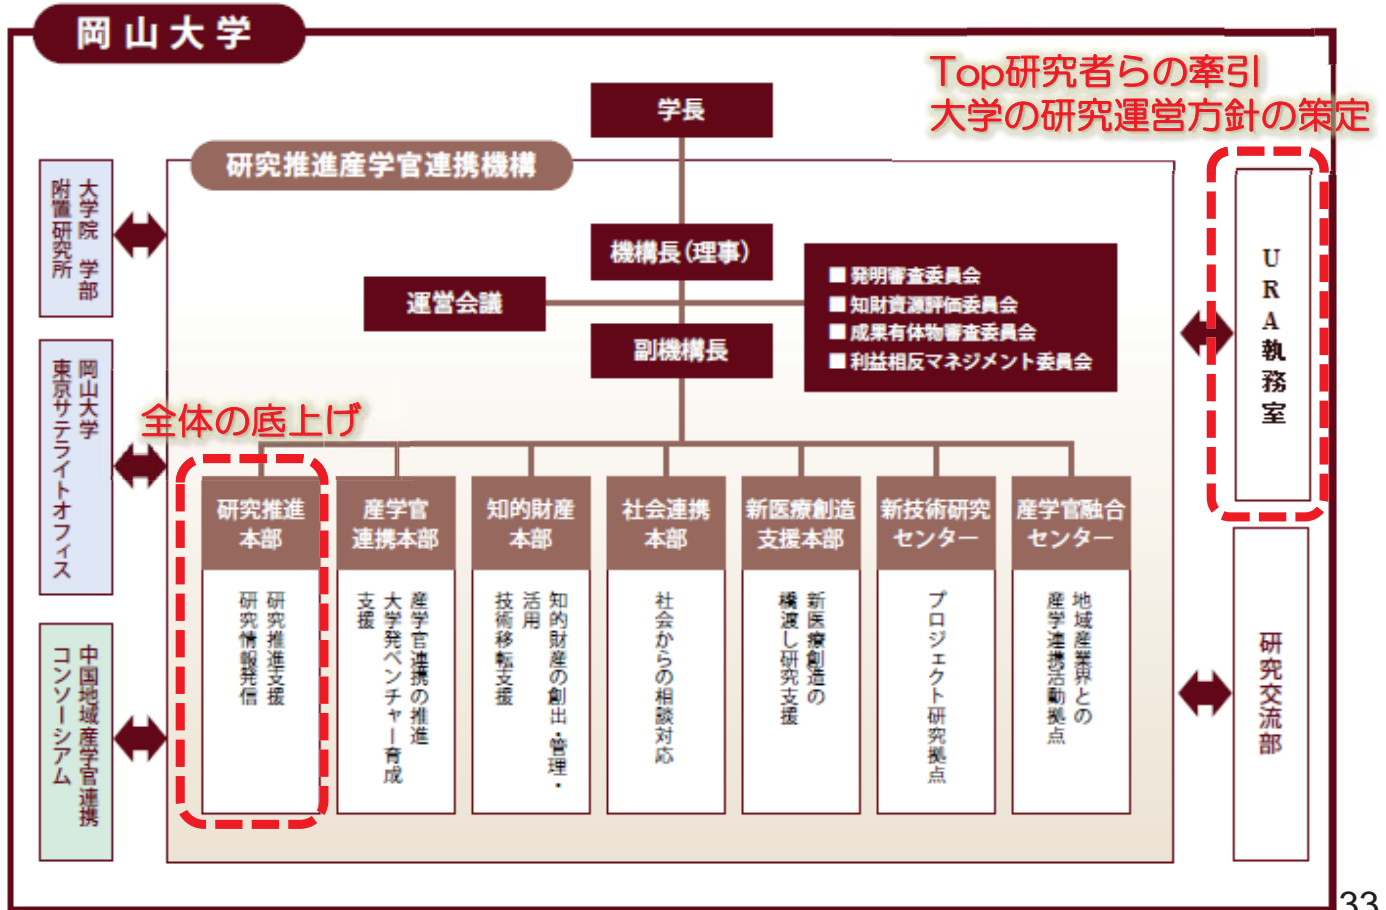 岡山大学
Top研究者らの牽引
大学の研究運営方針の策定
学長
研究推進産学官連携機構
機構長(理事)
運営会議
副機構長
■発明審査委員会
■知財資源評価委員会
■成果有体物審査委員会
■利益相反マネジメント委員会
大学院 学部
附置研究所
岡山大学
東京サテライトオフィス
中国地域産学官連携
コンソーシアム
全体の底上げ
研究推進
本部
研究推進支援
研究情報発信
産学官
連携本部
産学官連携の推進
大学発ベンチャー育成
支援
知的財産
本部
知的財産の創出・管理・
活用
技術移転支援
社会連携
本部
社会からの相談対応
新医療創造
支援本部
新医療創造の
橋渡し研究支援
新技術研究
センター
プロジェクト研究拠点
産学官融合
センター
地域産業界との
産学連携活動拠点
URA執務室
研究交流部
33